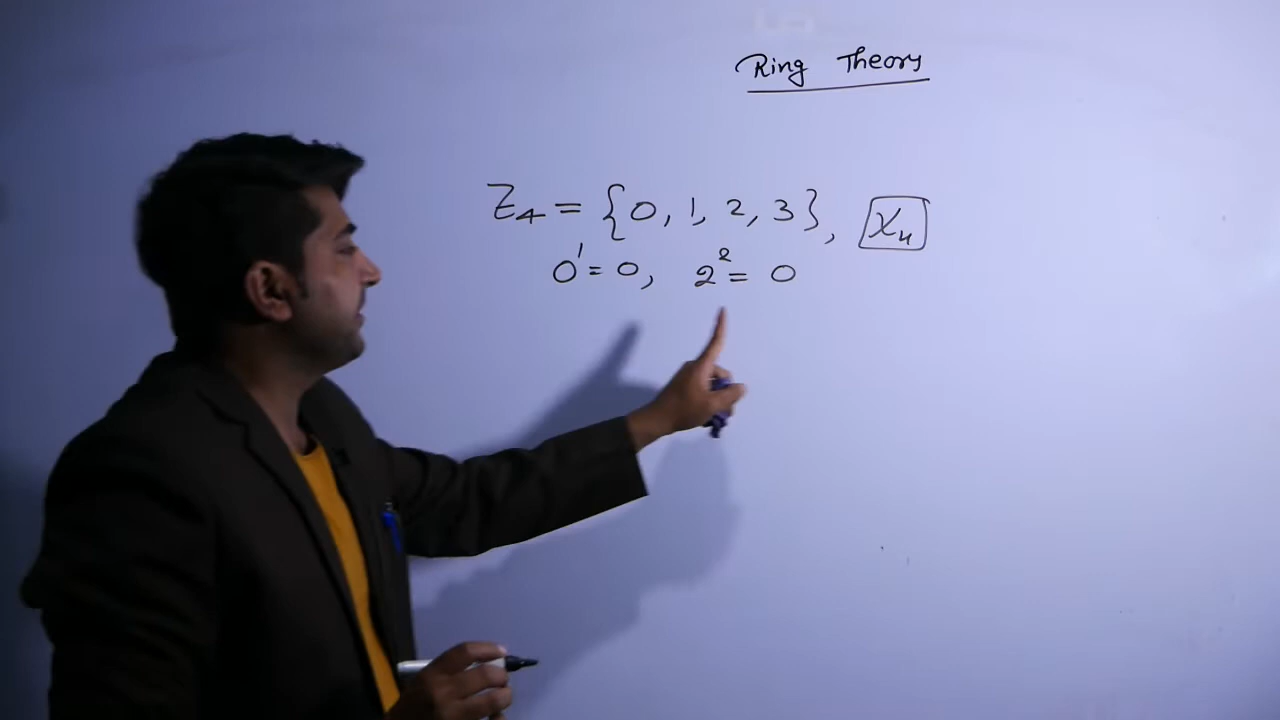 Ring Theory
Z₄ = {0, 1, 2, 3}, X₄
0¹ = 0, 2² = 0